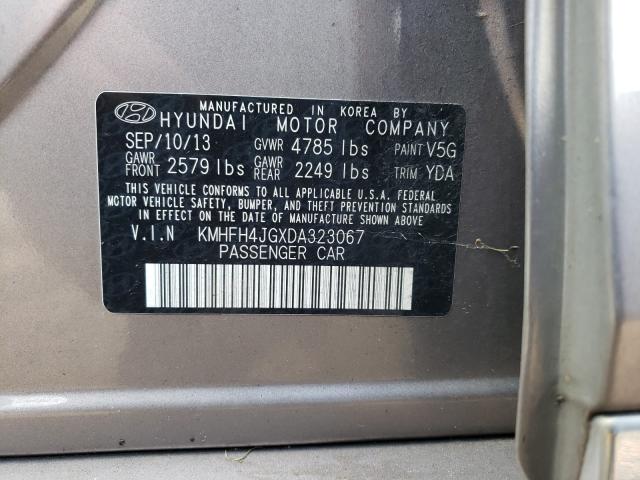 MANUFACTURED IN KOREA BY
HYUNDAI MOTOR COMPANY
SEP/10/13 GVWR 4785 lbs PAINT V5G
GAWR FRONT 2579 lbs GAWR REAR 2249 lbs TRIM YDA
THIS VEHICLE CONFORMS TO ALL APPLICABLE U.S.A. FEDERAL
MOTOR VEHICLE SAFETY, BUMPER, AND THEFT PREVENTION STANDARDS
IN EFFECT ON THE DATE OF MANUFACTURE SHOWN ABOVE.
V.I.N KMHFH4JGXDA323067
PASSENGER CAR